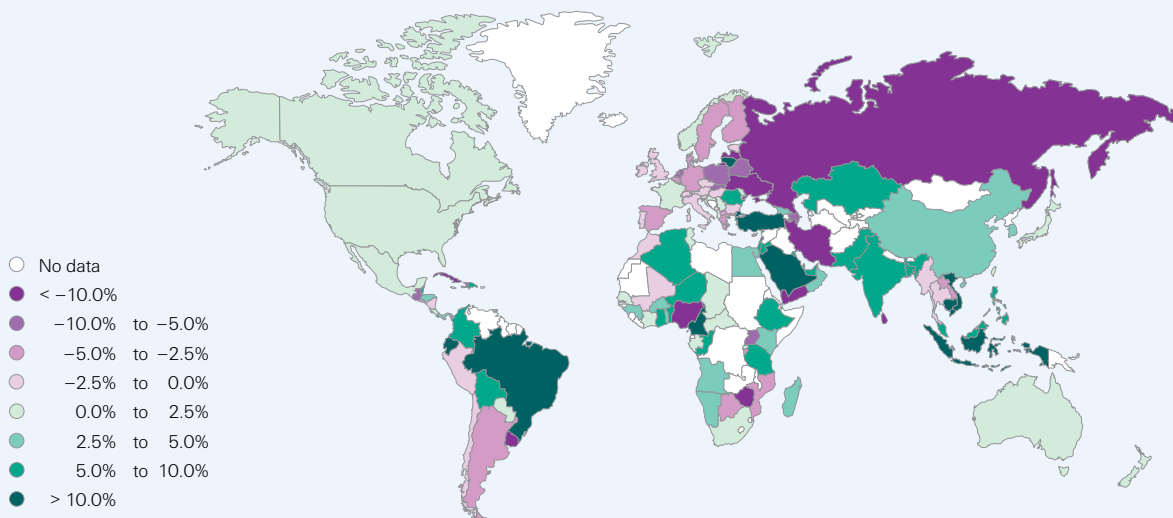 No data
< −10.0%
−10.0% to −5.0%
−5.0% to −2.5%
−2.5% to 0.0%
0.0% to 2.5%
2.5% to 5.0%
5.0% to 10.0%
> 10.0%